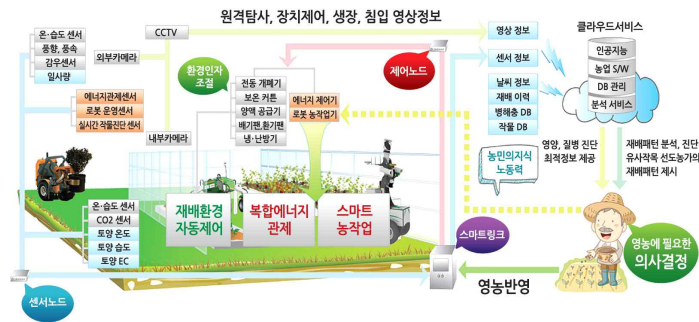 원격탐사, 장치제어, 생장, 침입 영상정보
온·습도 센서
풍향, 풍속
감우센서
일사량
CCTV
외부카메라
에너지관제센서
로봇 운영센서
실시간 작물진단 센서
내부카메라
환경인자
조절
전동 개폐기
보온 커튼
양액 공급기
배기팬,환기팬
냉·난방기
에너지 제어기
로봇 농작업기
제어노드
영상 정보
센서 정보
날씨 정보
재배 이력
병해충 DB
작물 DB
클라우드서비스
인공지능
농업 S/W
DB 관리
분석 서비스
영양, 질병 진단
최적정보 제공
재배패턴 분석, 진단
유사작목 선도농가의
재배패턴 제시
농민의지식
노동력
온·습도 센서
CO2 센서
토양 온도
토양 습도
토양 EC
재배환경
자동제어
복합에너지
관제
스마트
농작업
스마트링크
영농에 필요한
의사결정
센서노드
영농반영